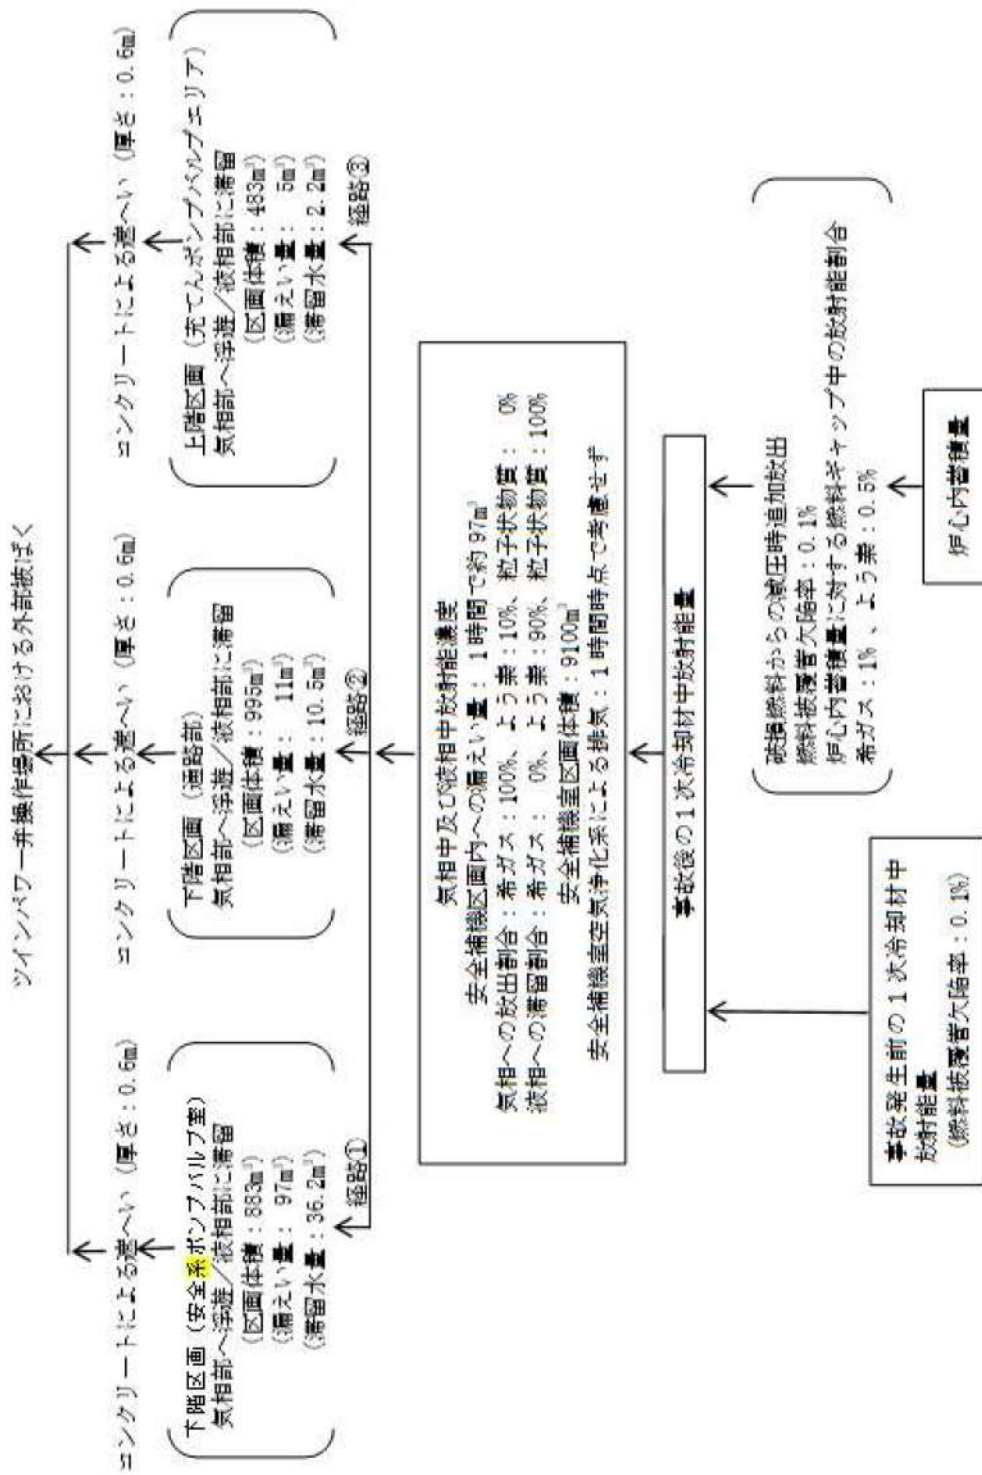 ツインパワー弁操作場所における外部被ばく
コンクリートによる遮へい（厚さ：0.6m）
コンクリートによる遮へい（厚さ：0.6m）
コンクリートによる遮へい（厚さ：0.6m）
下階区画（安全系ポンプバルブ室）
気相部へ浮遊／液相部に滞留
（区画体積：883m³）
（漏えい量： 97m³）
（滞留水量：36.2m³）
経路①
下階区画（通路部）
気相部へ浮遊／液相部に滞留
（区画体積：995m³）
（漏えい量： 11m³）
（滞留水量：10.5m³）
経路②
上階区画（充てんポンプバルブエリア）
気相部へ浮遊／液相部に滞留
（区画体積：483m³）
（漏えい量： 5m³）
（滞留水量：2.2m³）
経路③
気相中及び液相中放射能濃度
安全補機区画内への漏えい量：1時間で約97m³
気相への放出割合：希ガス：100%、よう素：10%、粒子状物質： 0%
液相への滞留割合：希ガス： 0%、よう素：90%、粒子状物質：100%
安全補機室区画体積：9100m³
安全補機室空気浄化系による排気：1時間時点で考慮せず
事故後の1次冷却材中放射能量
事故発生前の1次冷却材中
放射能量
（燃料被覆管欠陥率：0.1%）
破損燃料からの減圧時追加放出
燃料被覆管欠陥率：0.1%
炉心内蓄積量に対する燃料ギャップ中の放射能割合
希ガス：1%、よう素：0.5%
炉心内蓄積量